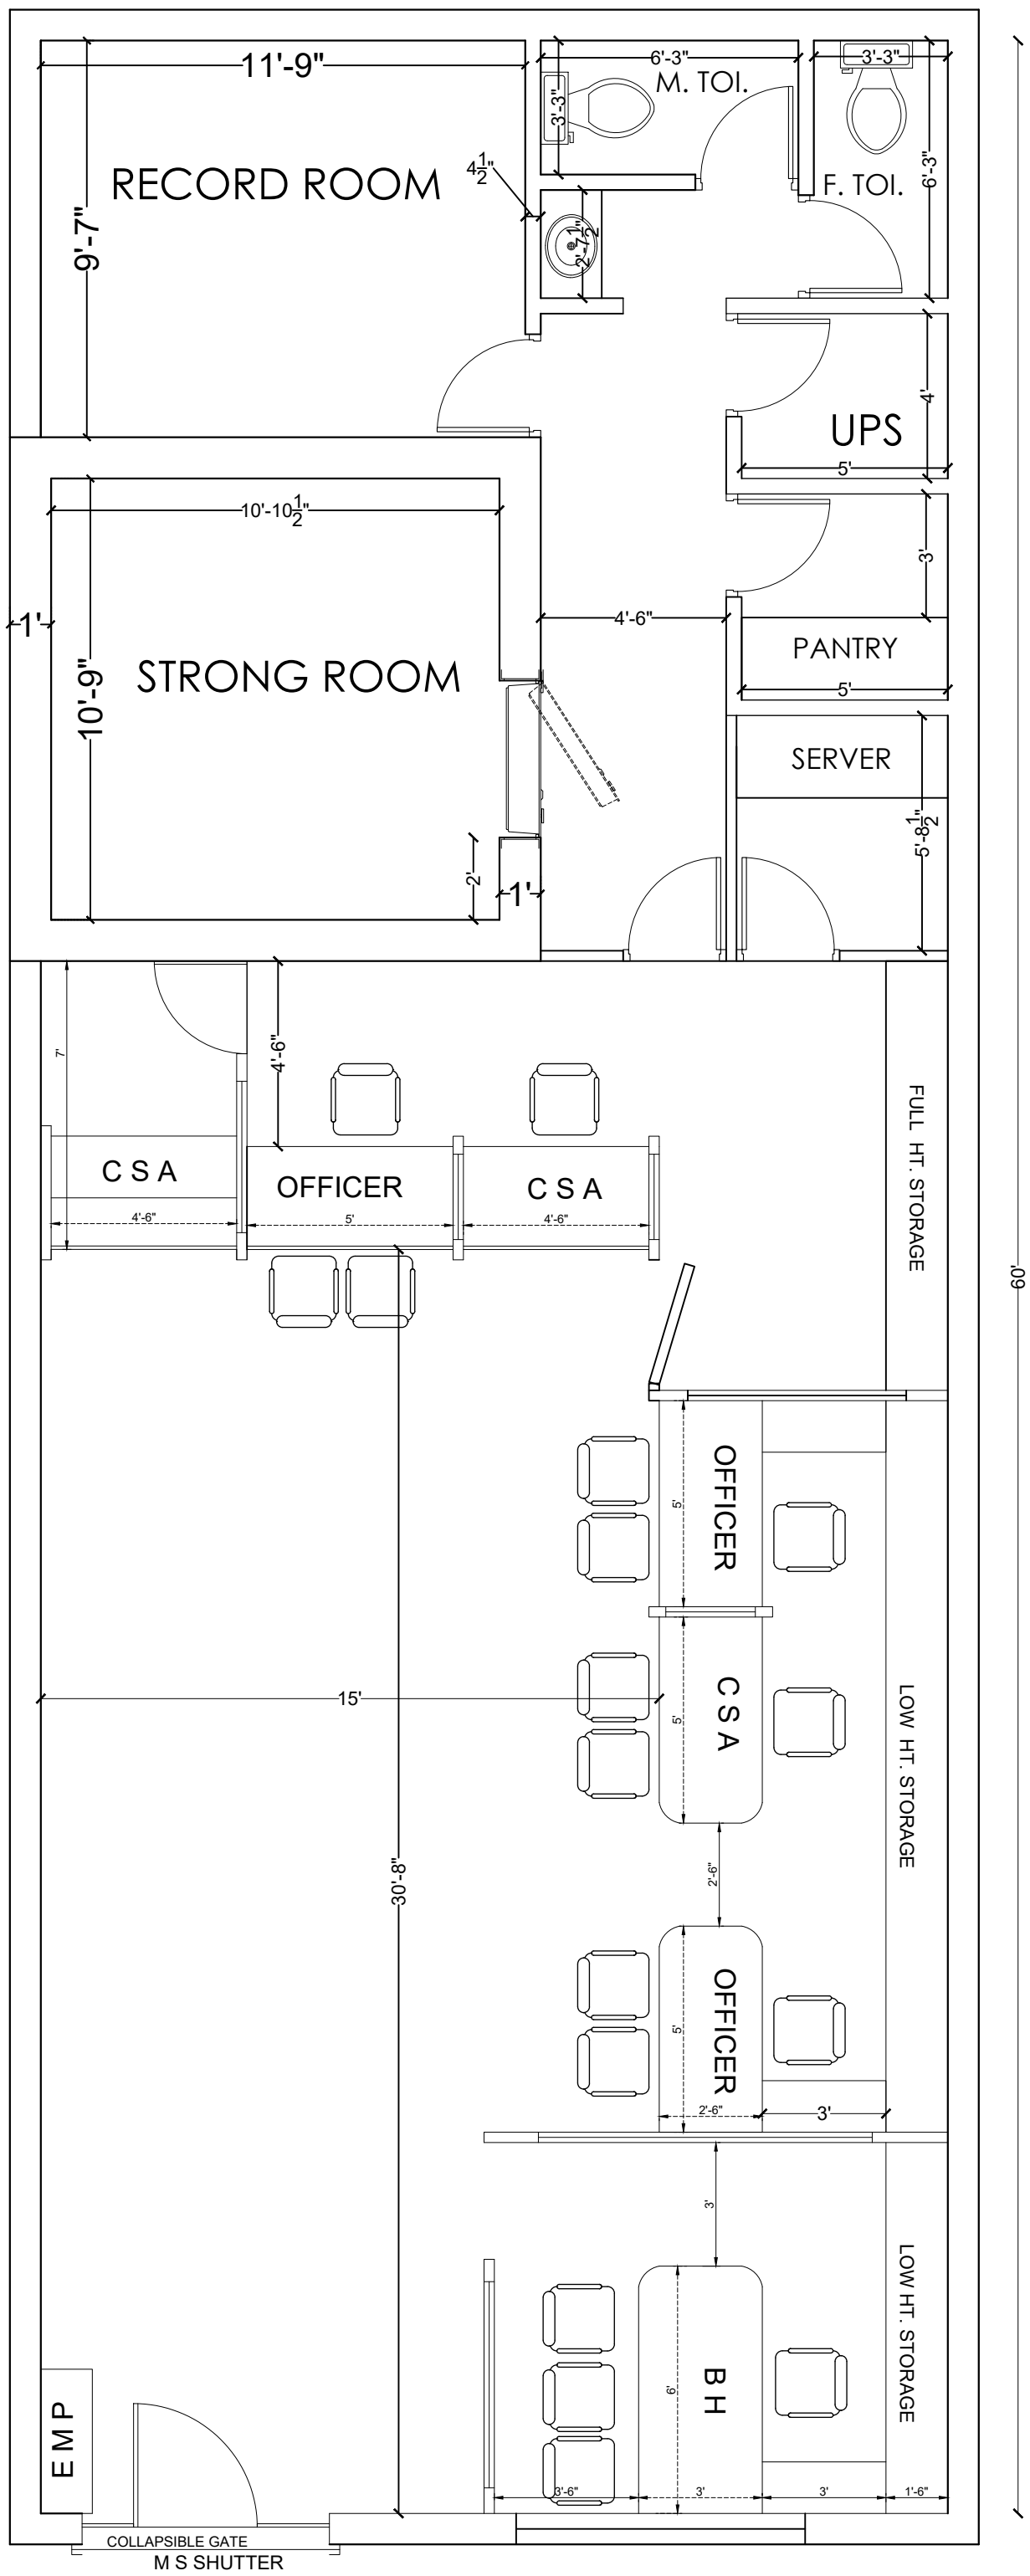 11'-9"
6'-3"
3'-3"
M. TOI.
3'-3"
RECORD ROOM
4½"
F. TOI.
6'-3"
9'-7"
2'-7½"
4'
UPS
5'
10'-10½"
3'
1'
4'-6"
PANTRY
STRONG ROOM
5'
10'-9"
SERVER
5'-8½"
2'
1'
7'
4'-6"
FULL HT. STORAGE
C S A
OFFICER
C S A
4'-6"
5'
4'-6"
60'
OFFICER
5'
C S A
5'
15'
LOW HT. STORAGE
30'-8"
2'-6"
OFFICER
5'
2'-6"
3'
3'
LOW HT. STORAGE
B H
6'
E M P
3'-6"
3'
3'
1'-6"
COLLAPSIBLE GATE
M S SHUTTER